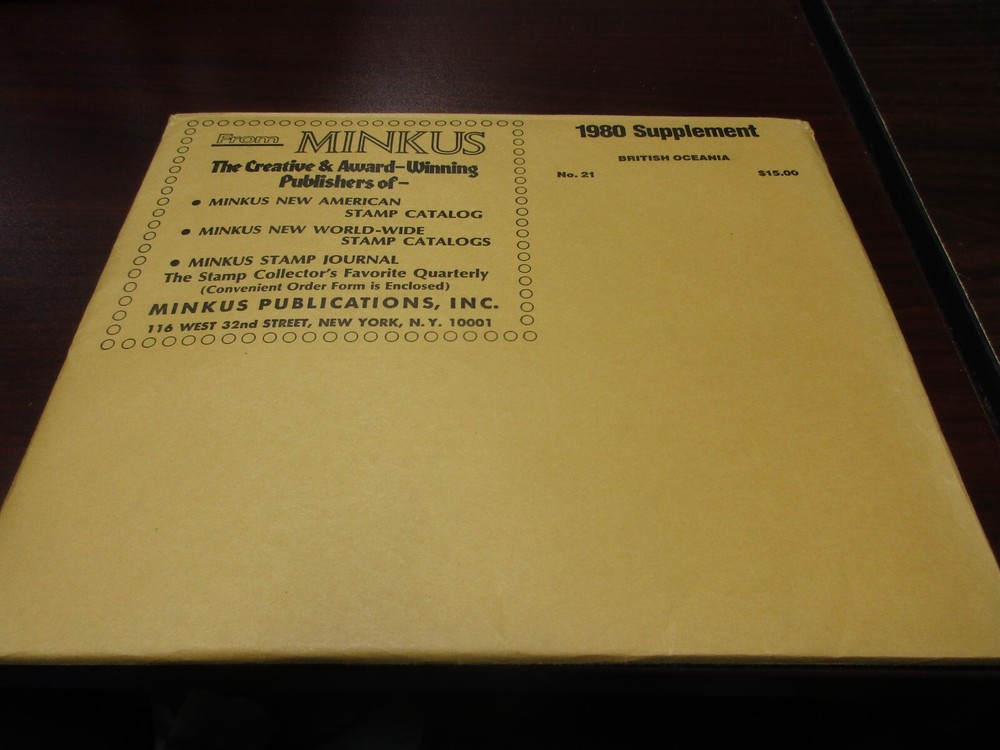 From MINKUS
The Creative & Award-Winning
Publishers of-
• MINKUS NEW AMERICAN
STAMP CATALOG
• MINKUS NEW WORLD-WIDE
STAMP CATALOGS
• MINKUS STAMP JOURNAL
The Stamp Collector's Favorite Quarterly
(Convenient Order Form is Enclosed)
MINKUS PUBLICATIONS, INC.
116 WEST 32nd STREET, NEW YORK, N.Y. 10001
1980 Supplement
BRITISH OCEANIA
No. 21 $15.00